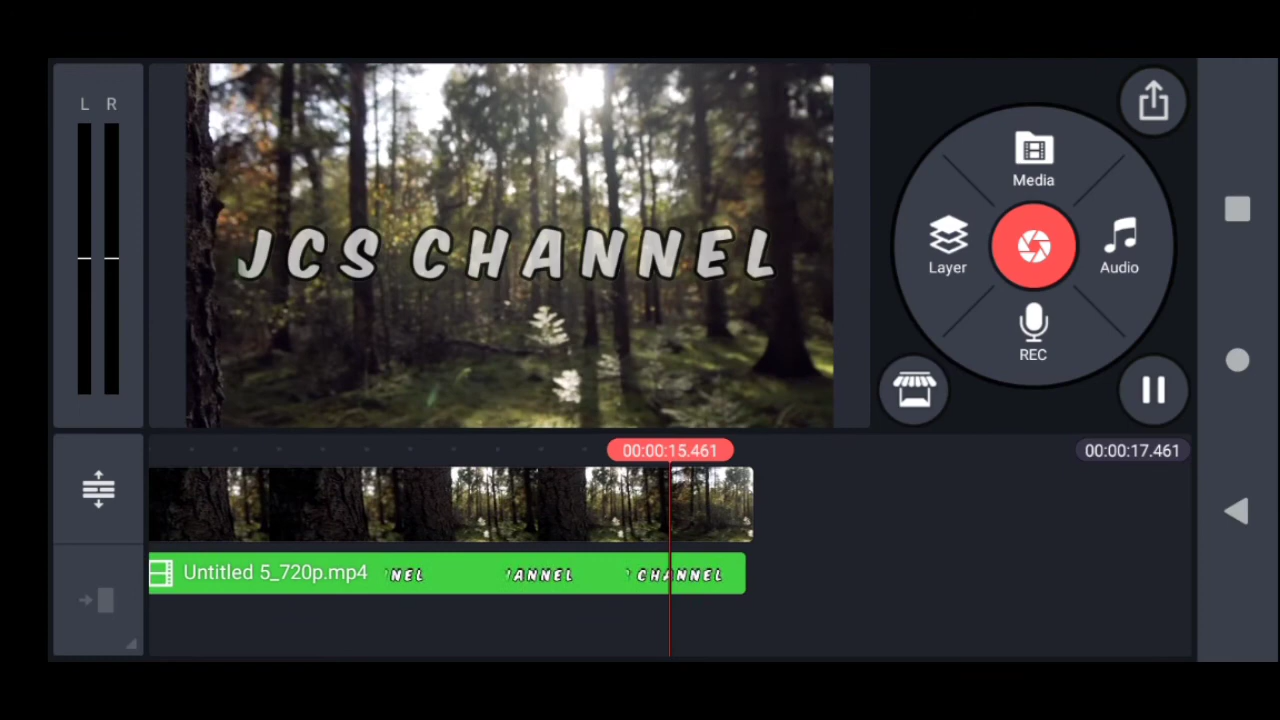 L R
JCS CHANNEL
Media
Layer
Audio
REC
00:00:15.461
00:00:17.461
Untitled 5_720p.mp4
NEL
ANNEL
CHANNEL